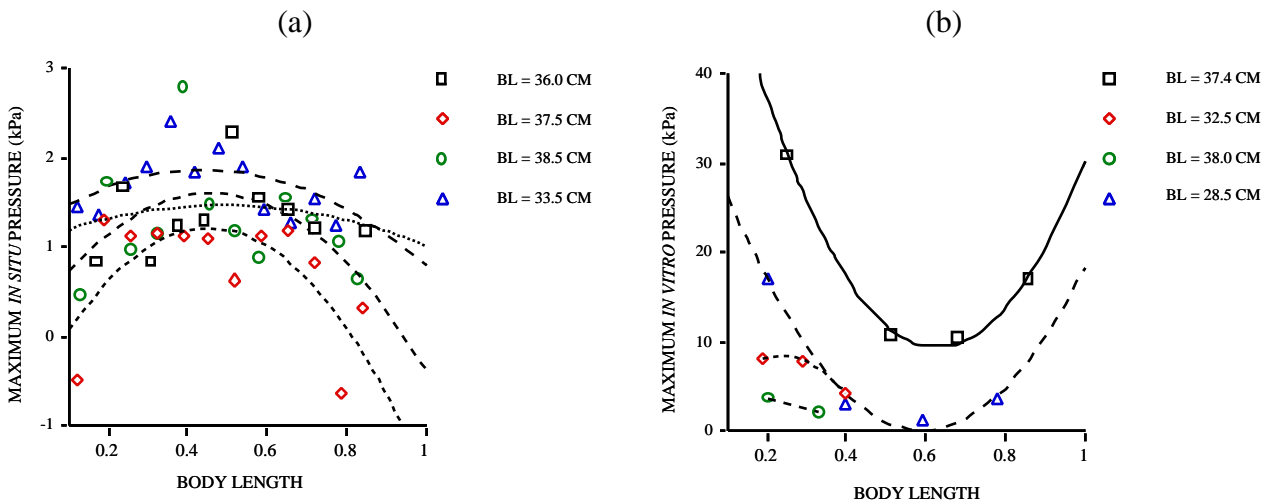 (a)
(b)
3
2
1
0
-1
MAXIMUM IN SITU PRESSURE (kPa)
0.2
0.4
0.6
0.8
1
BODY LENGTH
BL = 36.0 CM
BL = 37.5 CM
BL = 38.5 CM
BL = 33.5 CM
40
30
20
10
0
MAXIMUM IN VITRO PRESSURE (kPa)
0.2
0.4
0.6
0.8
1
BODY LENGTH
BL = 37.4 CM
BL = 32.5 CM
BL = 38.0 CM
BL = 28.5 CM